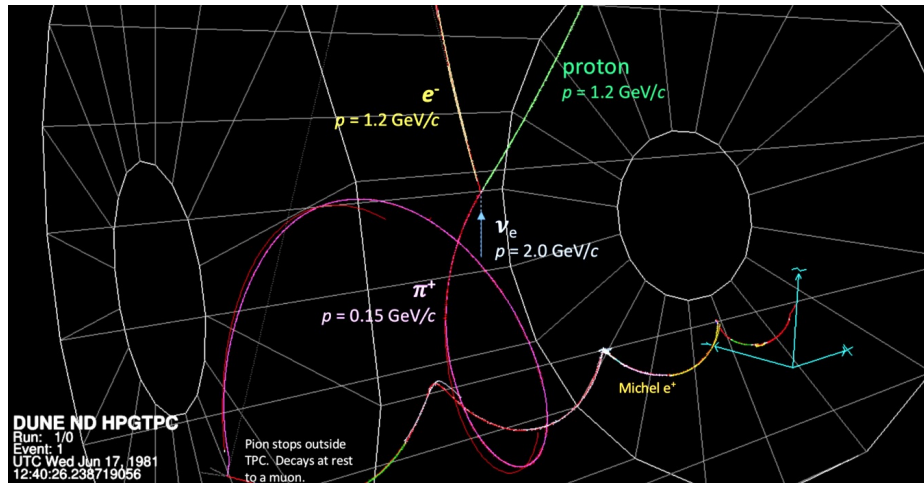 e-
p = 1.2 GeV/c
proton
p = 1.2 GeV/c
νe
p = 2.0 GeV/c
π+
p = 0.15 GeV/c
Michel e+
DUNE ND HPGTPC
Run: 1/0
Event: 1
UTC Wed Jun 17, 1981
12:40:26.238719056
Pion stops outside
TPC. Decays at rest
to a muon.